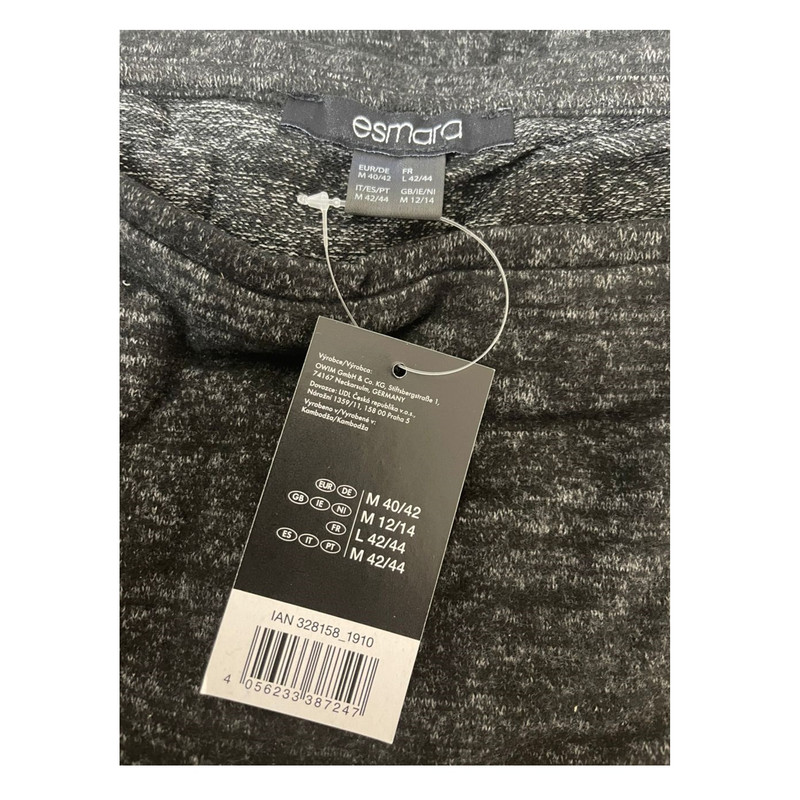 esmara
EUR/DE FR
M 40/42 L 42/44
IT/ES/PT GB/IE/NI
M 42/44 M 12/14
Výrobce/Výrobca:
OWIM GmbH & Co. KG, Stiftsbergstraße 1,
74167 Neckarsulm, GERMANY
Dovozce: LIDL Česká republika v.o.s.,
Nárožní 1359/11, 158 00 Praha 5
Vyrobeno v/Vyrobené v:
Kambodža/Kambodža
EUR DE M 40/42
GB IE NI M 12/14
FR L 42/44
ES IT PT M 42/44
IAN 328158_1910
4 056233 387247